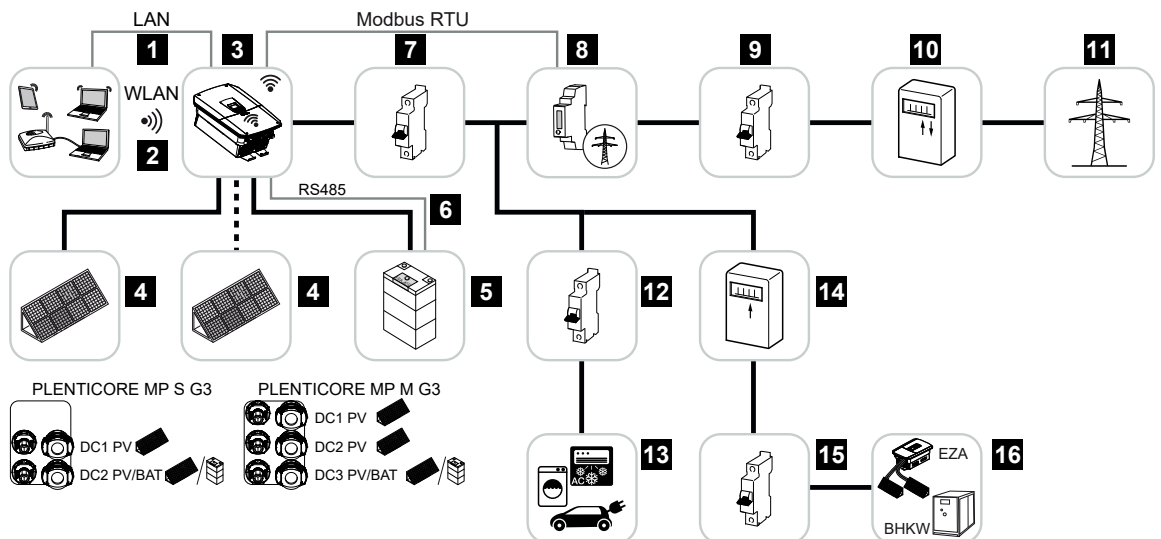 LAN
Modbus RTU
1
3
7
8
9
10
11
WLAN
2
RS485
6
4
4
5
12
14
PLENTICORE MP S G3
DC1 PV
DC2 PV/BAT
/
PLENTICORE MP M G3
DC1 PV
DC2 PV
DC3 PV/BAT
/
13
AC
15
EZA
16
BHKW